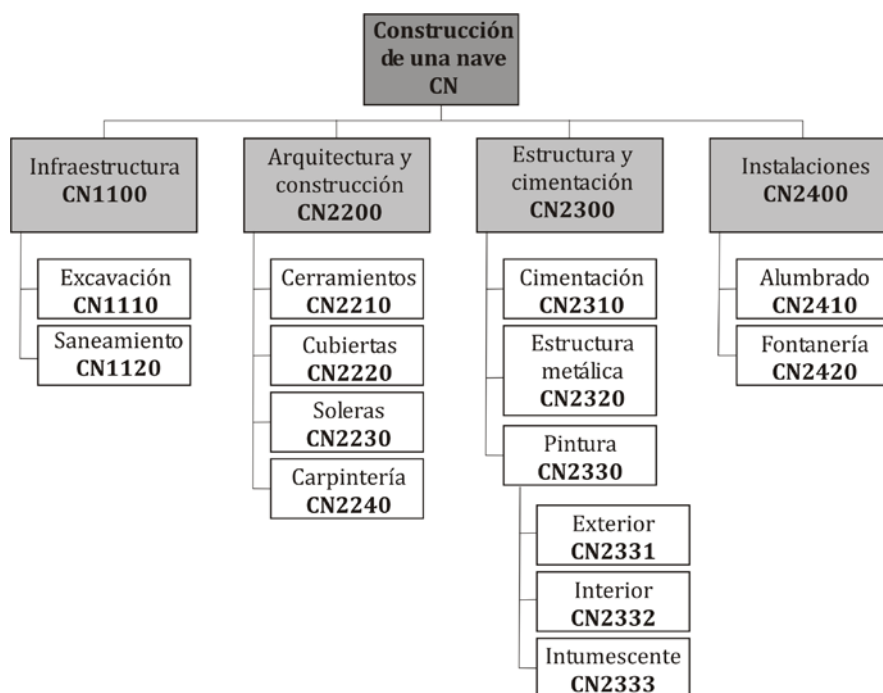 Construcción
de una nave
CN
Infraestructura
CN1100
Arquitectura y
construcción
CN2200
Estructura y
cimentación
CN2300
Instalaciones
CN2400
Excavación
CN1110
Saneamiento
CN1120
Cerramientos
CN2210
Cubiertas
CN2220
Soleras
CN2230
Carpintería
CN2240
Cimentación
CN2310
Estructura
metálica
CN2320
Pintura
CN2330
Exterior
CN2331
Interior
CN2332
Intumescente
CN2333
Alumbrado
CN2410
Fontanería
CN2420